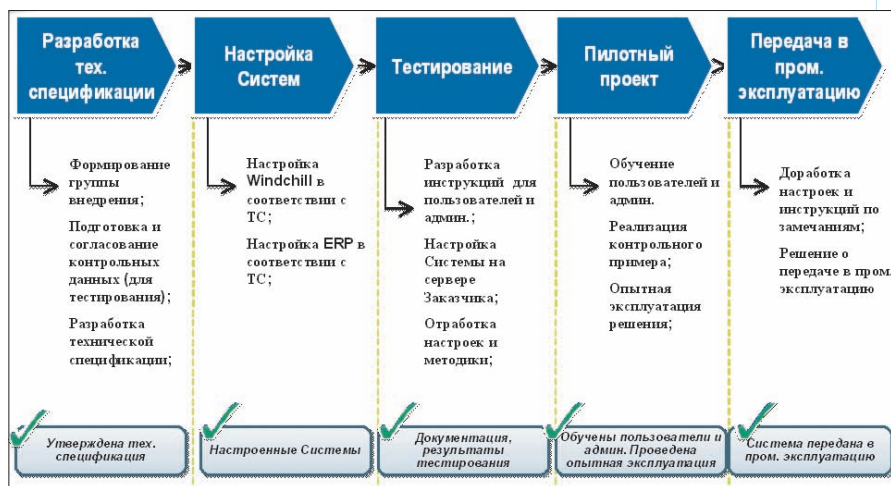 Разработка
тех.
спецификации
Настройка
Систем
Тестирование
Пилотный
проект
Передача в
пром.
эксплуатацию
Формирование
группы
внедрения;
Подготовка и
согласование
контрольных
данных (для
тестирования);
Разработка
технической
спецификации;
Настройка
Windchill в
соответствии с
ТС;
Настройка ERP в
соответствии с
ТС;
Разработка
инструкций для
пользователей и
админ.;
Настройка
Системы на
сервере
Заказчика;
Отработка
настроек и
методики;
Обучение
пользователей и
админ.
Реализация
контрольного
примера;
Опытная
эксплуатация
решения;
Доработка
настроек и
инструкций по
замечаниям;
Решение о
передаче в пром.
эксплуатацию
Утверждена тех.
спецификация
Настроенные Системы
Документация,
результаты
тестирования
Обучены пользователи и
админ. Проведена
опытная эксплуатация
Система передана в
пром. эксплуатацию